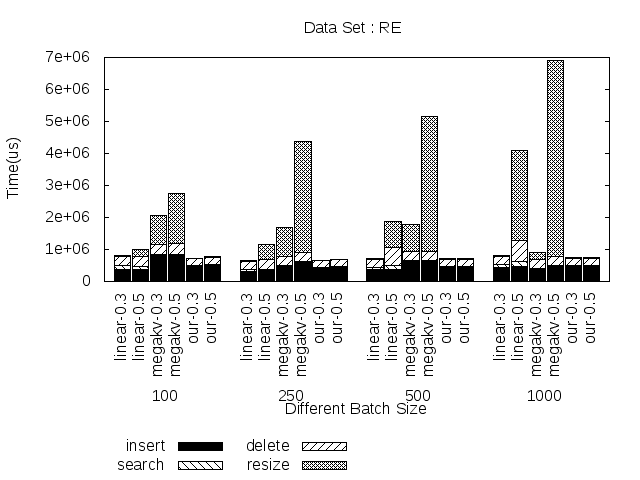 Data Set : RE
7e+06
6e+06
5e+06
4e+06
3e+06
2e+06
1e+06
0
Time(us)
linear-0.3 linear-0.5 megakv-0.3 megakv-0.5 our-0.3 our-0.5 linear-0.3 linear-0.5 megakv-0.3 megakv-0.5 our-0.3 our-0.5 linear-0.3 linear-0.5 megakv-0.3 megakv-0.5 our-0.3 our-0.5 linear-0.3 linear-0.5 megakv-0.3 megakv-0.5 our-0.3 our-0.5
100 250 500 1000
Different Batch Size
insert delete
search resize